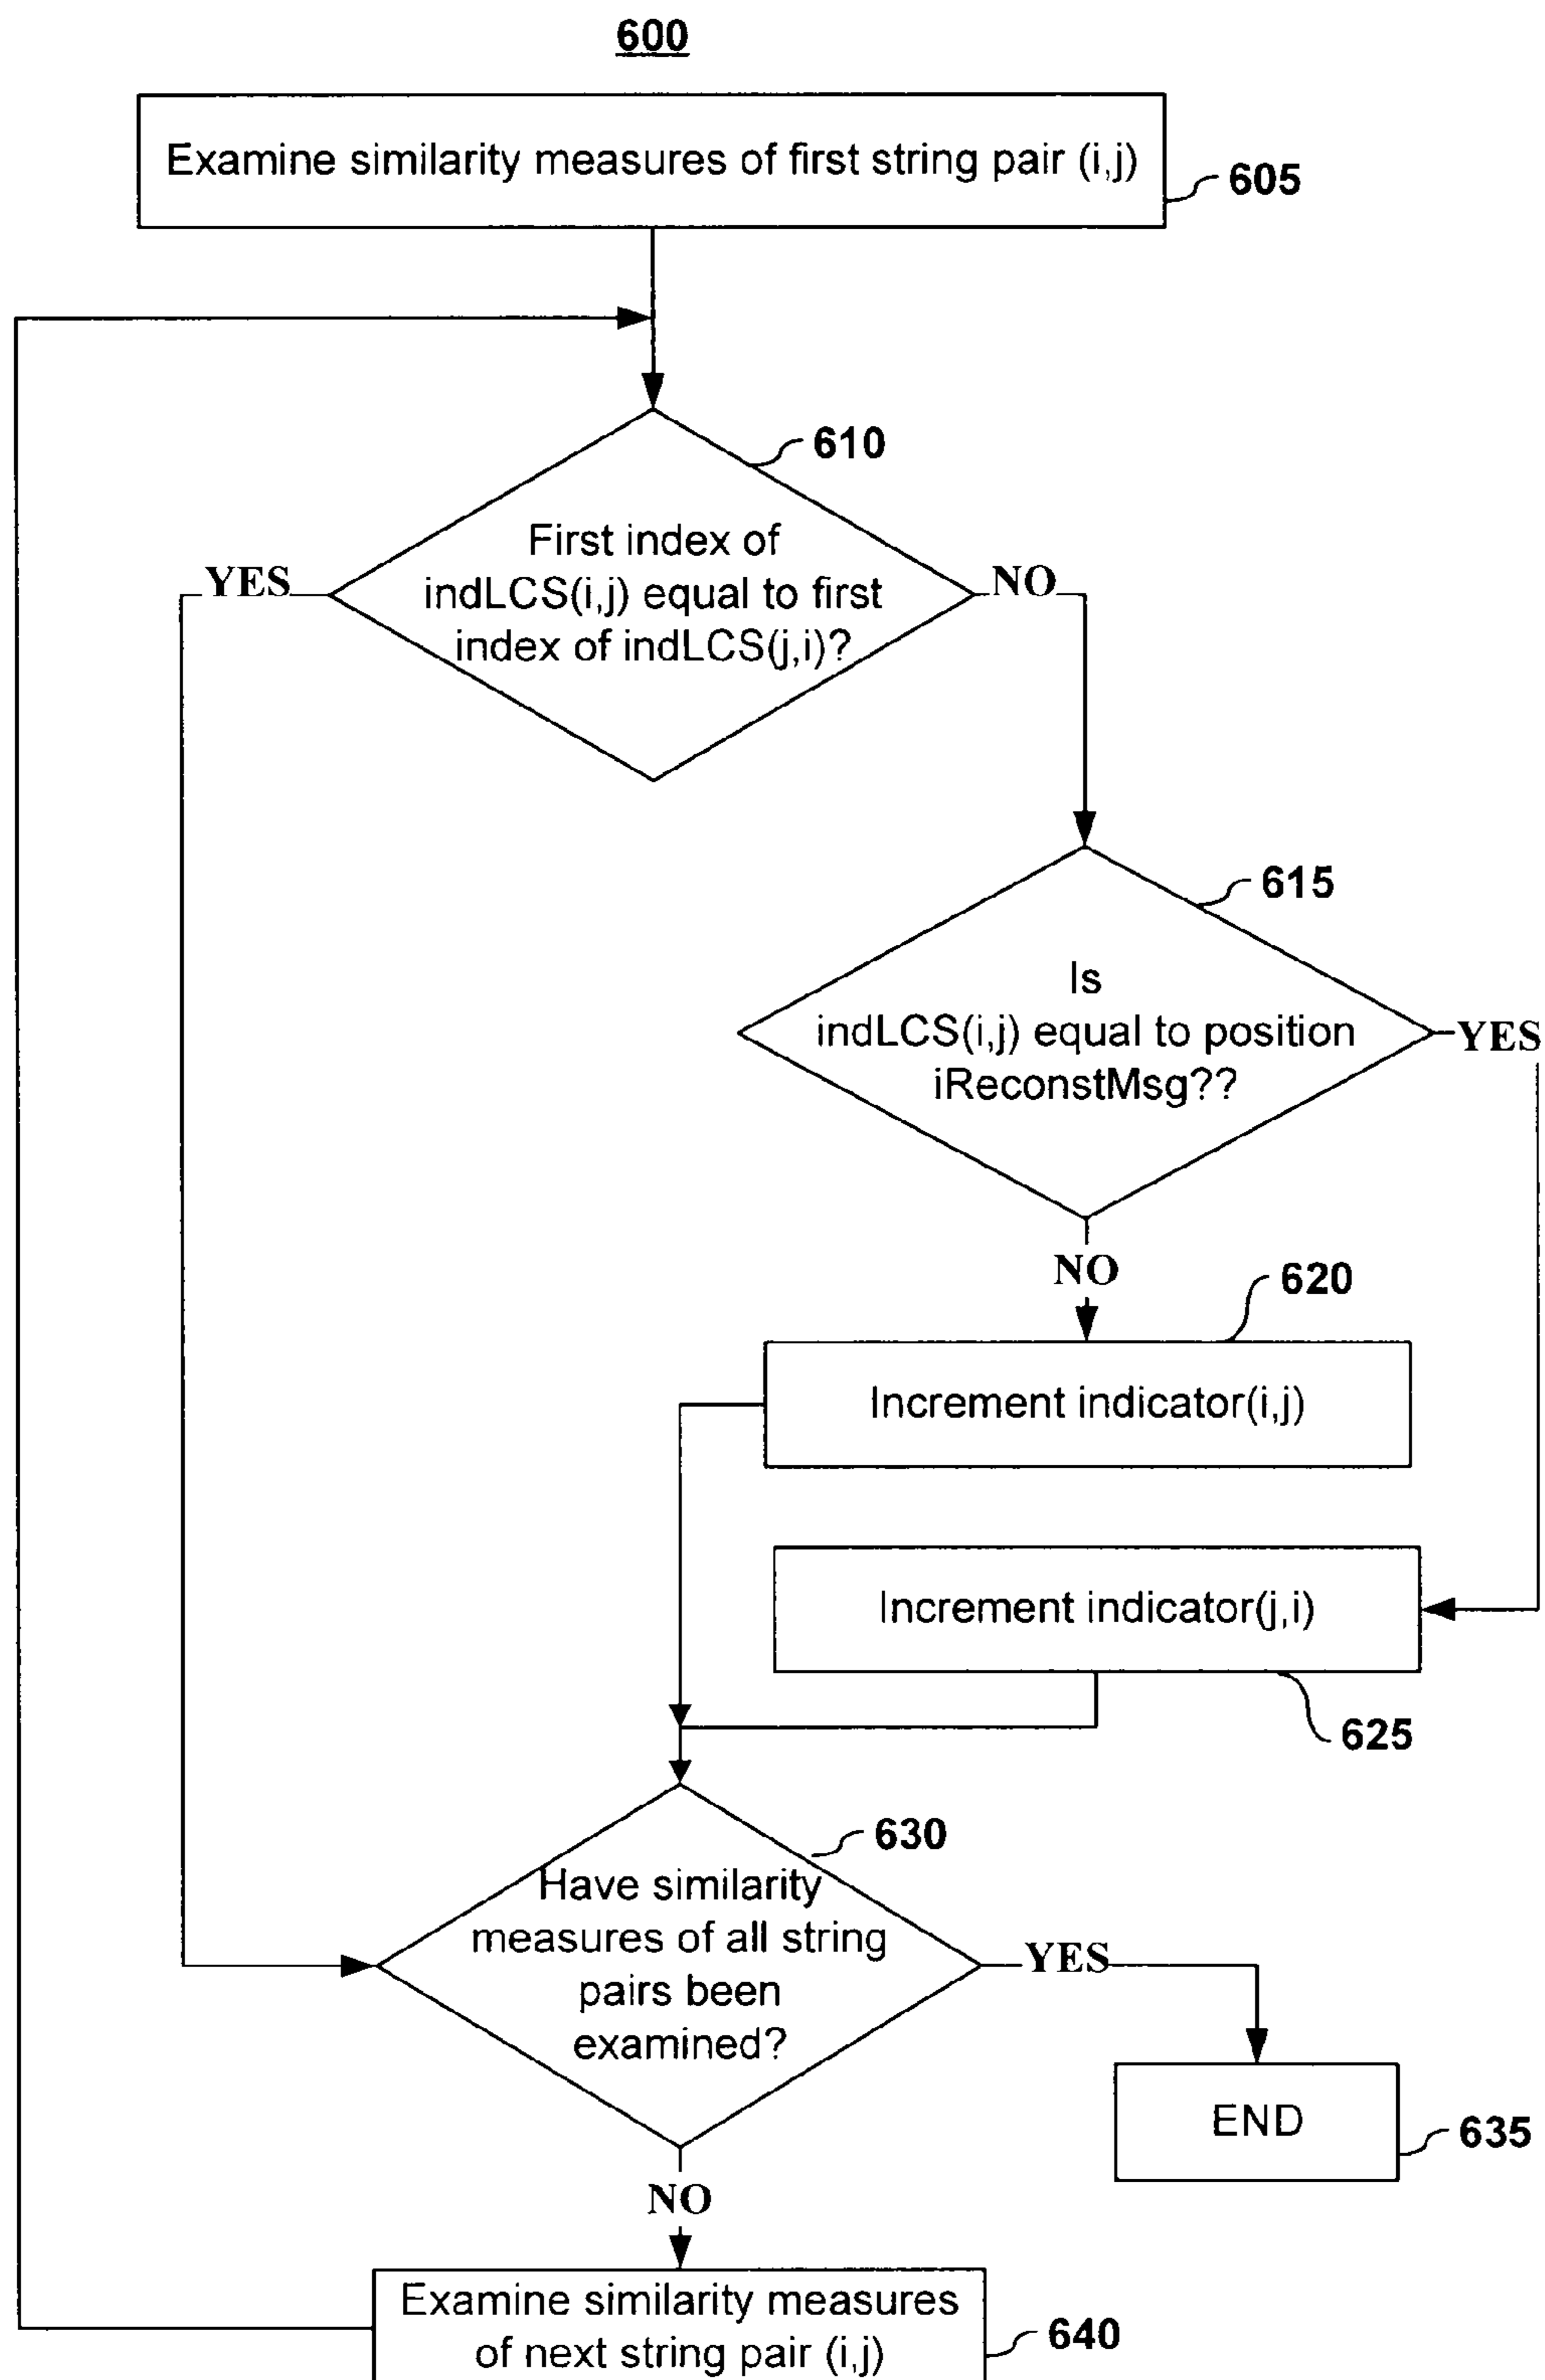 600
Examine similarity measures of first string pair (i,j)
605
610
First index of
indLCS(i,j) equal to first
index of indLCS(j,i)?
YES
NO
615
Is
indLCS(i,j) equal to position
iReconstMsg??
YES
NO
620
Increment indicator(i,j)
Increment indicator(j,i)
625
630
Have similarity
measures of all string
pairs been
examined?
YES
END
635
NO
Examine similarity measures
of next string pair (i,j)
640